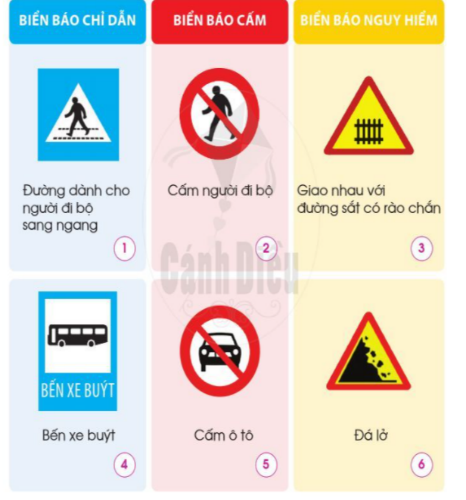 BIỂN BÁO CHỈ DẪN
BIỂN BÁO CẤM
BIỂN BÁO NGUY HIỂM
Đường dành cho
người đi bộ
sang ngang
1
Cấm người đi bộ
2
Giao nhau với
đường sắt có rào chắn
3
Cánh Diều
BẾN XE BUÝT
Bến xe buýt
4
Cấm ô tô
5
Đá lở
6